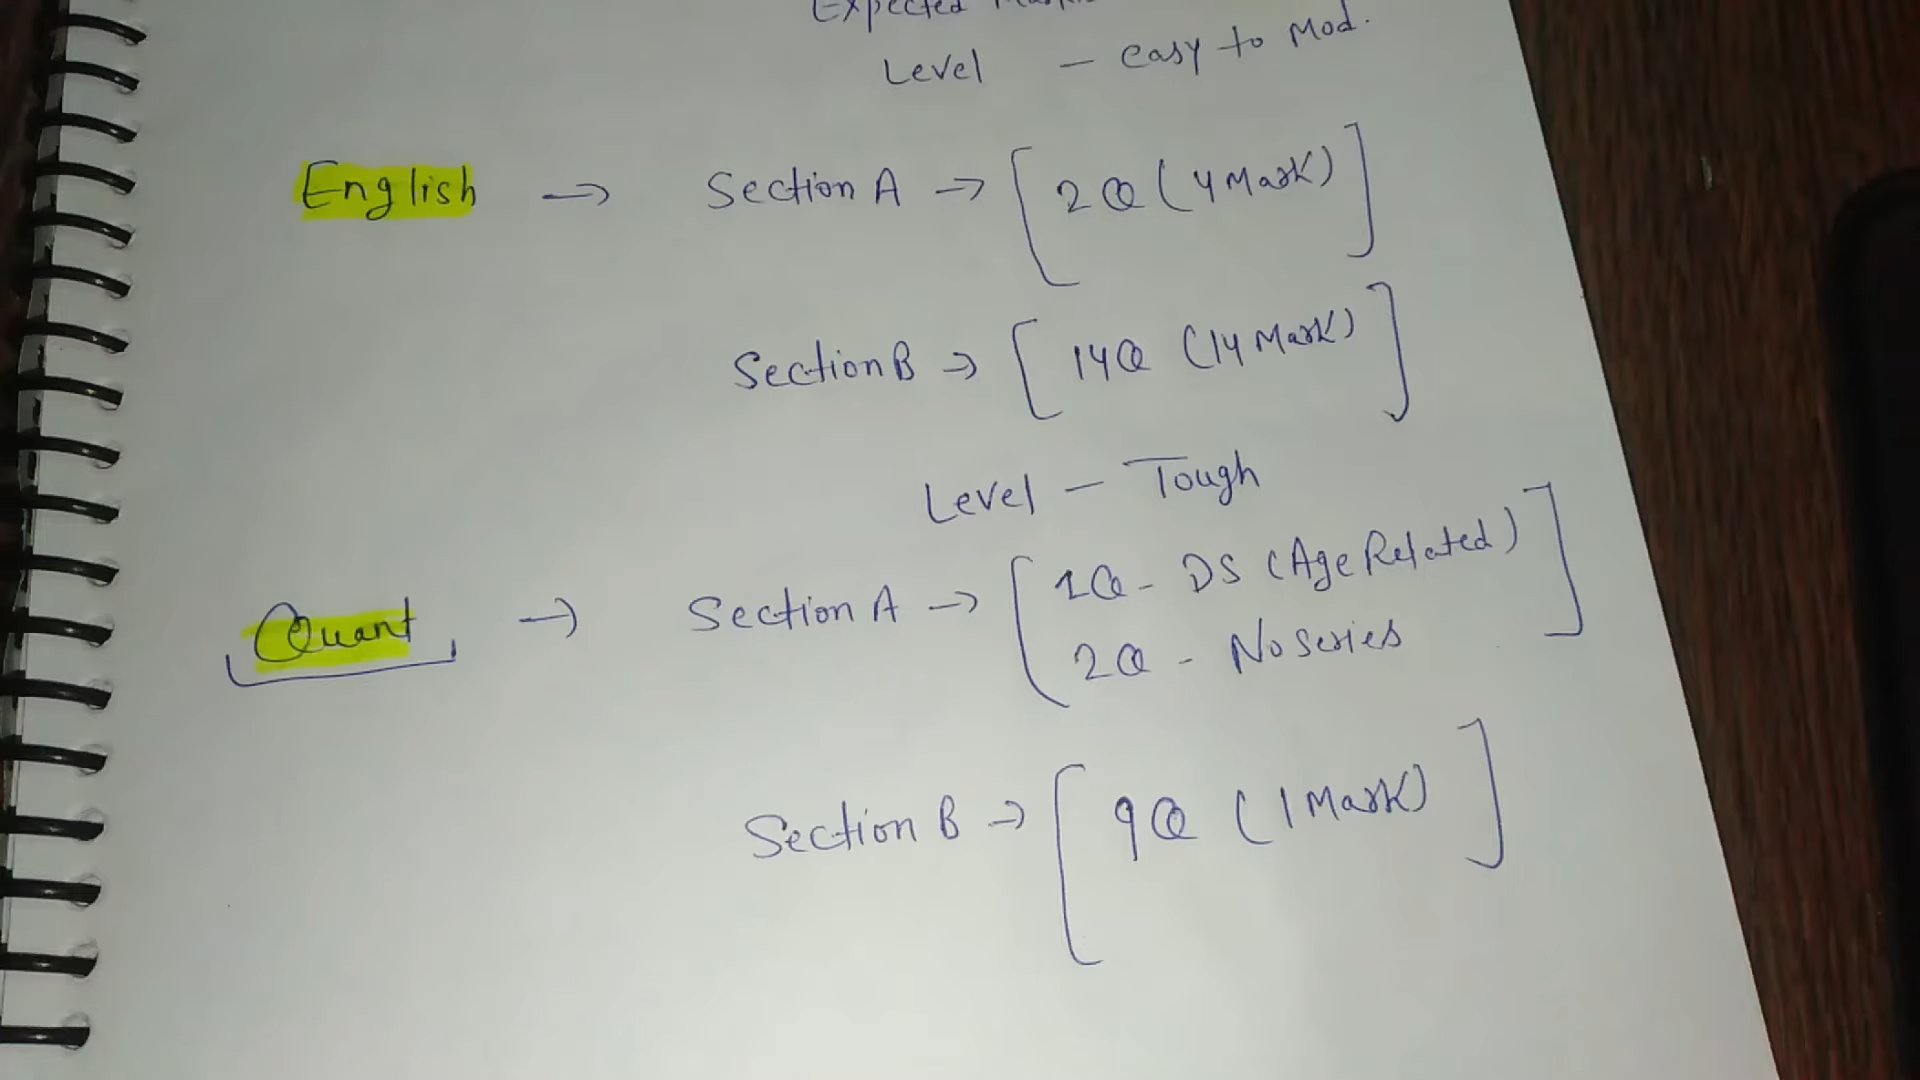 Expected
Level - easy to Mod.
English → Section A → [2Q (4 Mark)]
Section B → [14Q (14 Mark)]
Level - Tough
Quant → Section A → [1Q - DS (Age Related)
2Q - No series]
Section B → [9Q (1 Mark)]